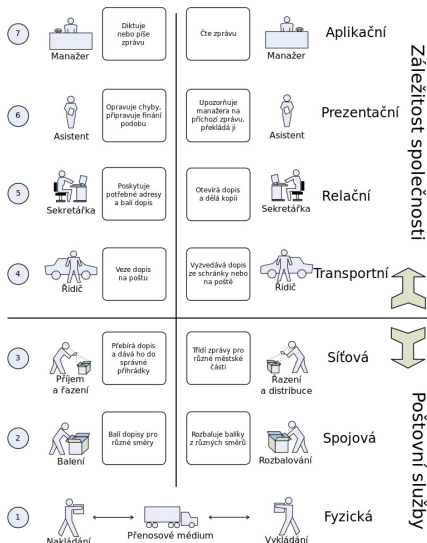 7
Manažer
Diktuje
nebo píše
zprávu
Čte zprávu
Manažer
Aplikační
6
Asistent
Opravuje chyby,
připravuje finání
podobu
Upozorňuje
manažera na
příchozí zprávu,
překládá ji
Asistent
Prezentační
5
Sekretářka
Poskytuje
potřebné adresy
a balí dopis
Otevírá dopis
a dělá kopii
Sekretářka
Relační
4
Řidič
Veze dopis
na poštu
Vyzvedává dopis
ze schránky nebo
na poště
Řidič
Transportní
Záležitost společnosti
3
Příjem
a řazení
Přebírá dopis
a dává ho do
správné
přihrádky
Třídí zprávy pro
různé městské
části
Řazení
a distribuce
Síťová
2
Balení
Balí dopisy pro
různé směry
Rozbaluje balíky
z různých směrů
Rozbalování
Spojová
1
Nakládání
Přenosové médium
Vykládání
Fyzická
Poštovní služby